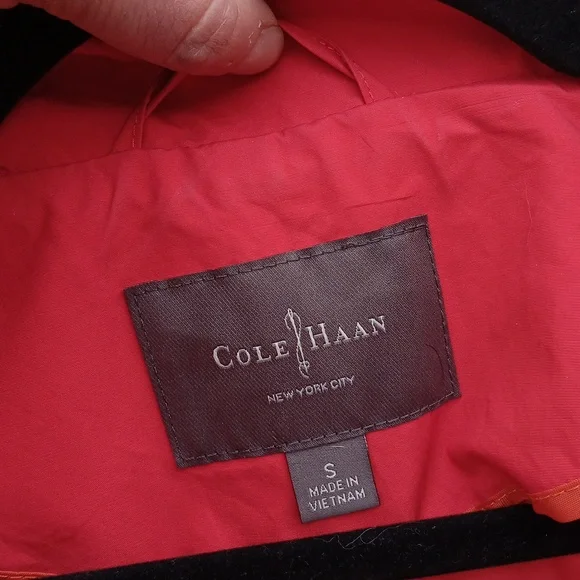 COLE HAAN
NEW YORK CITY
S
MADE IN
VIETNAM